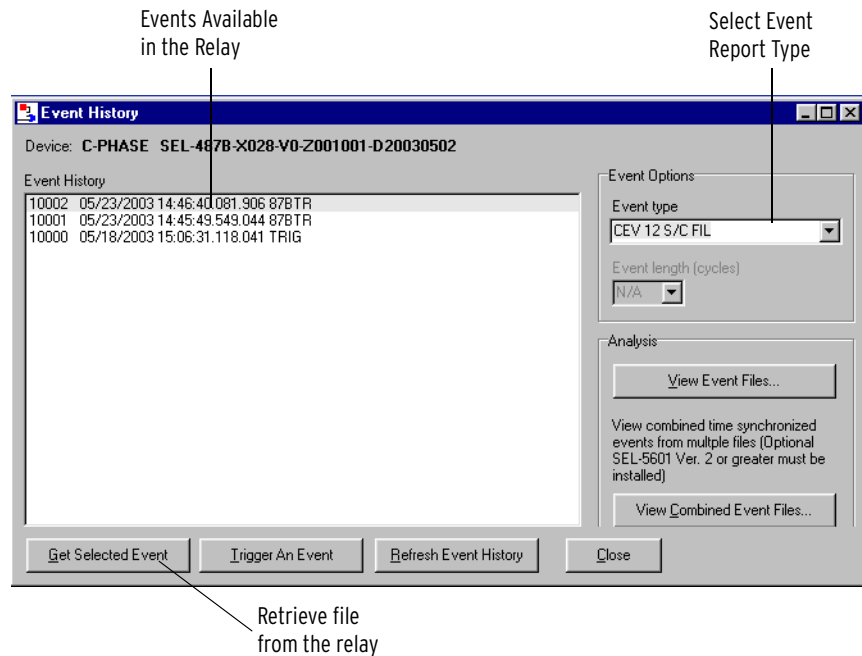 Events Available
in the Relay
Select Event
Report Type
Event History
Device: C-PHASE SEL-487B-X028-V0-Z001001-D20030502
Event History
10002 05/23/2003 14:46:40.081.906 87BTR
10001 05/23/2003 14:45:49.549.044 87BTR
10000 05/18/2003 15:06:31.118.041 TRIG
Event Options
Event type
CEV 12 S/C FIL
Event length (cycles)
N/A
Analysis
View Event Files...
View combined time synchronized
events from multple files (Optional
SEL-5601 Ver. 2 or greater must be
installed)
View Combined Event Files...
Get Selected Event
Trigger An Event
Refresh Event History
Close
Retrieve file
from the relay